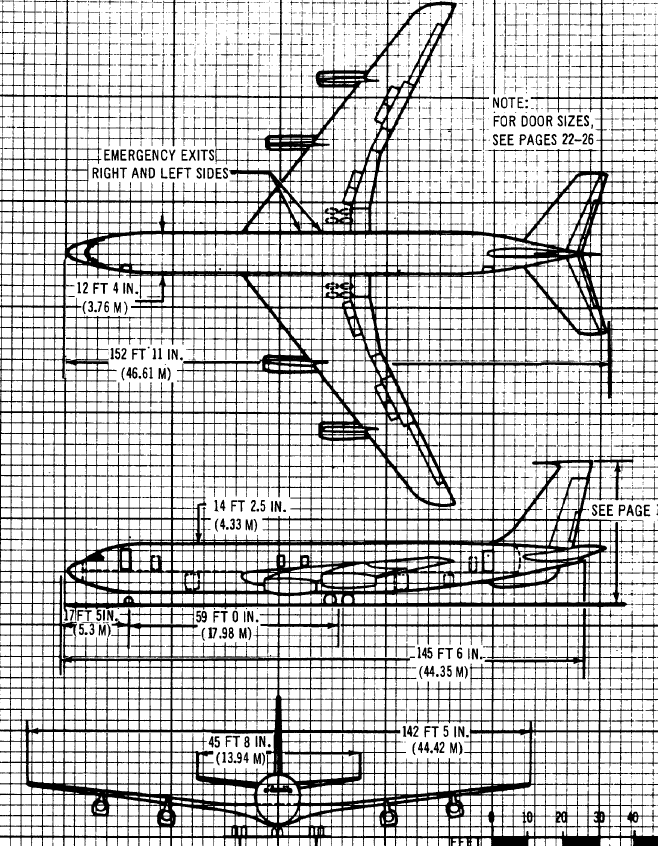 NOTE:
FOR DOOR SIZES,
SEE PAGES 22-26
EMERGENCY EXITS
RIGHT AND LEFT SIDES
12 FT 4 IN.
(3.76 M)
152 FT 11 IN.
(46.61 M)
14 FT 2.5 IN.
(4.33 M)
SEE PAGE
17 FT 5IN.
(5.3 M)
59 FT 0 IN.
(17.98 M)
145 FT 6 IN.
(44.35 M)
142 FT 5 IN.
(44.42 M)
45 FT 8 IN.
(13.94 M)
0 10 20 30 40
FEET